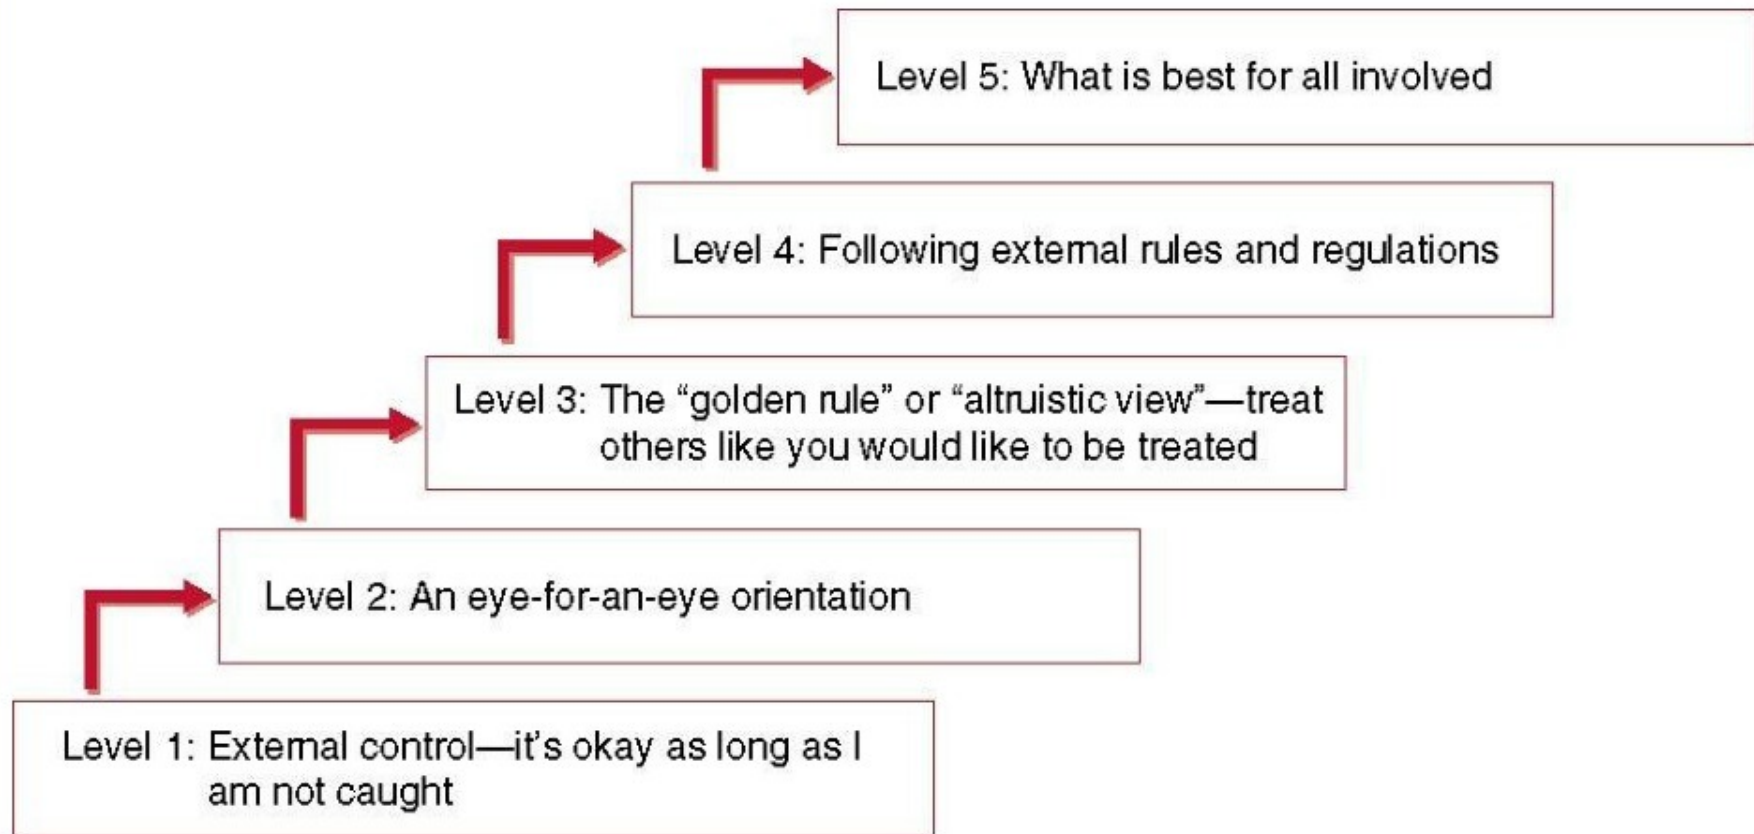 Level 5: What is best for all involved
Level 4: Following external rules and regulations
Level 3: The “golden rule” or “altruistic view”—treat
others like you would like to be treated
Level 2: An eye-for-an-eye orientation
Level 1: External control—it’s okay as long as I
am not caught